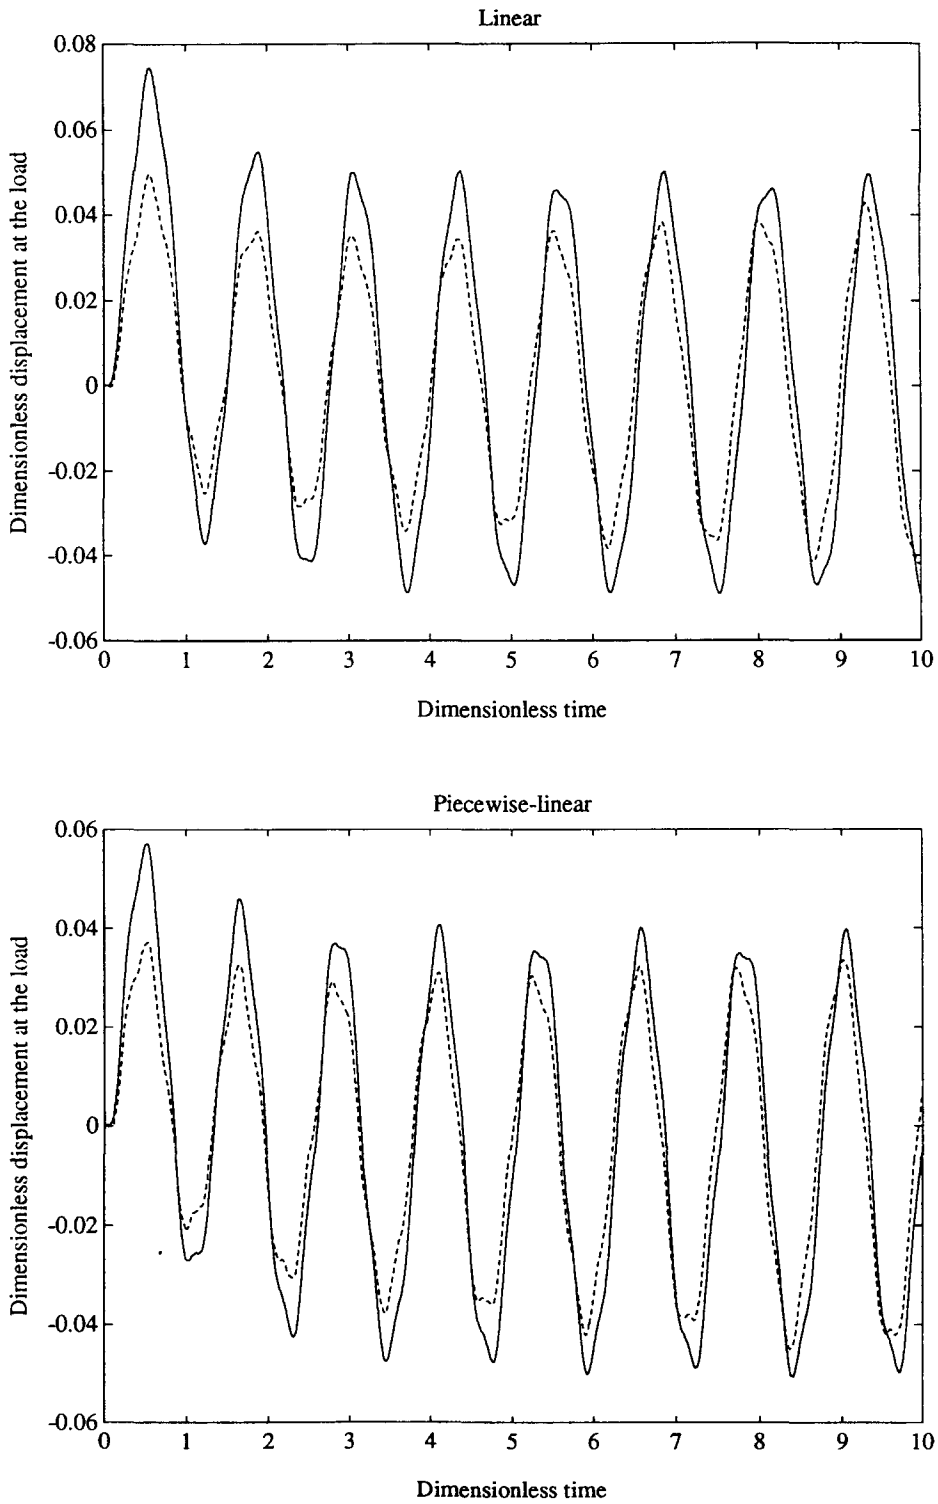 Linear
0.08
0.06
0.04
0.02
0
-0.02
-0.04
-0.06
Dimensionless displacement at the load
0 1 2 3 4 5 6 7 8 9 10
Dimensionless time
Piecewise-linear
0.06
0.04
0.02
0
-0.02
-0.04
-0.06
Dimensionless displacement at the load
0 1 2 3 4 5 6 7 8 9 10
Dimensionless time